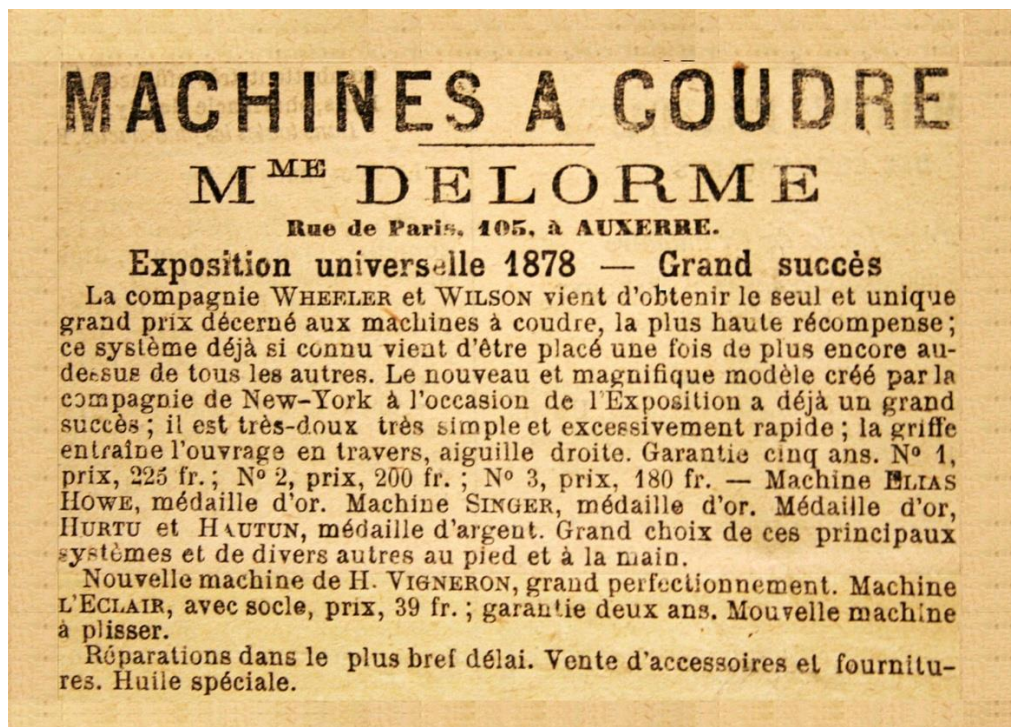 MACHINES A COUDRE
MME DELORME
Rue de Paris, 105, à AUXERRE.
Exposition universelle 1878 — Grand succès
La compagnie WHEELER et WILSON vient d'obtenir le seul et unique
grand prix décerné aux machines à coudre, la plus haute récompense ;
ce système déjà si connu vient d'être placé une fois de plus encore au-
dessus de tous les autres. Le nouveau et magnifique modèle créé par la
compagnie de New-York à l'occasion de l'Exposition a déjà un grand
succès ; il est très-doux très simple et excessivement rapide ; la griffe
entraîne l'ouvrage en travers, aiguille droite. Garantie cinq ans. N° 1,
prix, 225 fr. ; N° 2, prix, 200 fr. ; N° 3, prix, 180 fr. — Machine ELIAS
HOWE, médaille d'or. Machine SINGER, médaille d'or. Médaille d'or,
HURTU et HAUTUN, médaille d'argent. Grand choix de ces principaux
systèmes et de divers autres au pied et à la main.
Nouvelle machine de H. VIGNERON, grand perfectionnement. Machine
L'ECLAIR, avec socle, prix, 39 fr. ; garantie deux ans. Mouvelle machine
à plisser.
Réparations dans le plus bref délai. Vente d'accessoires et fournitu-
res. Huile spéciale.